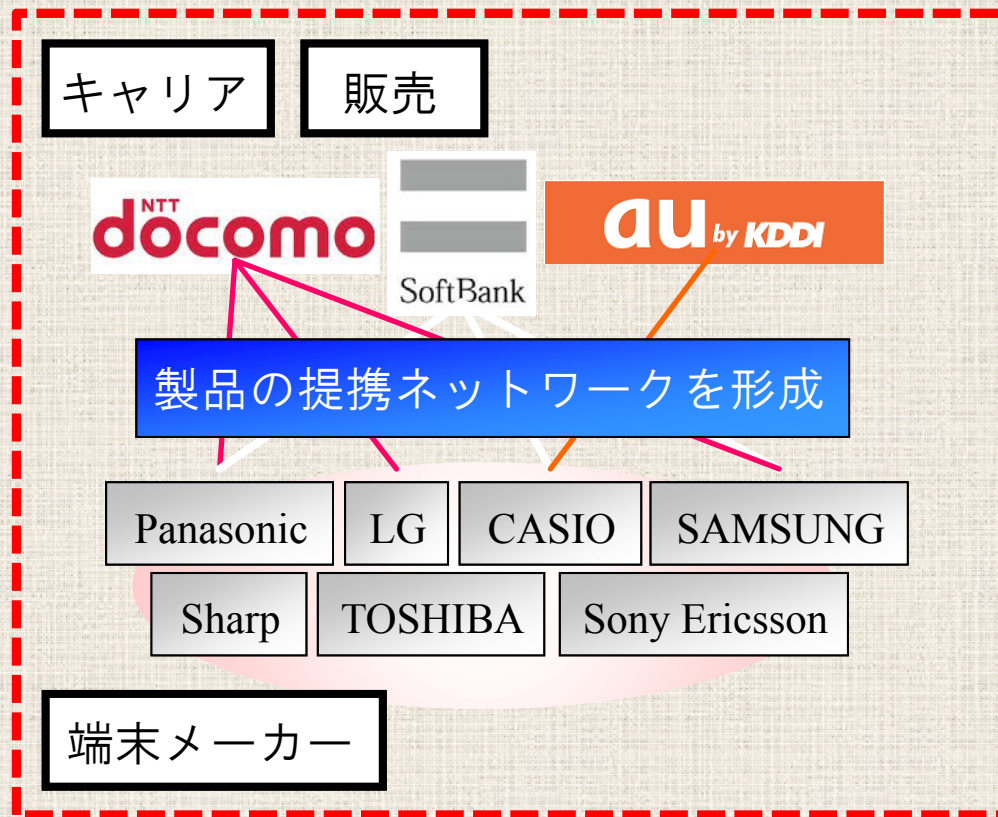 キャリア
販売
NTT
docomo
SoftBank
au by KDDI
製品の提携ネットワークを形成
Panasonic
LG
CASIO
SAMSUNG
Sharp
TOSHIBA
Sony Ericsson
端末メーカー